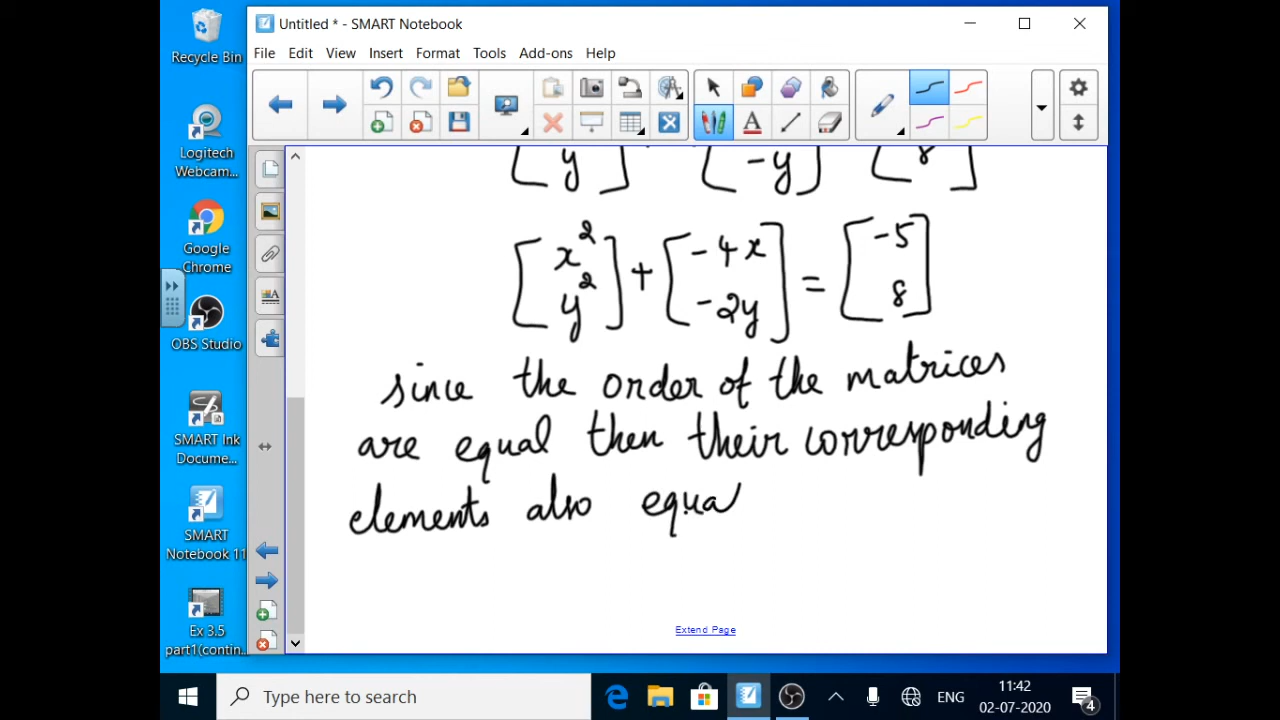 Recycle Bin
Logitech
Webcam...
Google
Chrome
OBS Studio
SMART Ink
Docume...
SMART
Notebook 11
Ex 3.5
part1(contin...
Untitled * - SMART Notebook
File Edit View Insert Format Tools Add-ons Help
[y] [-y] [8]
[x² y²] + [-4x -2y] = [-5 8]
since the order of the matrices
are equal then their corresponding
elements also equa
Extend Page
Type here to search
ENG
11:42
02-07-2020
4